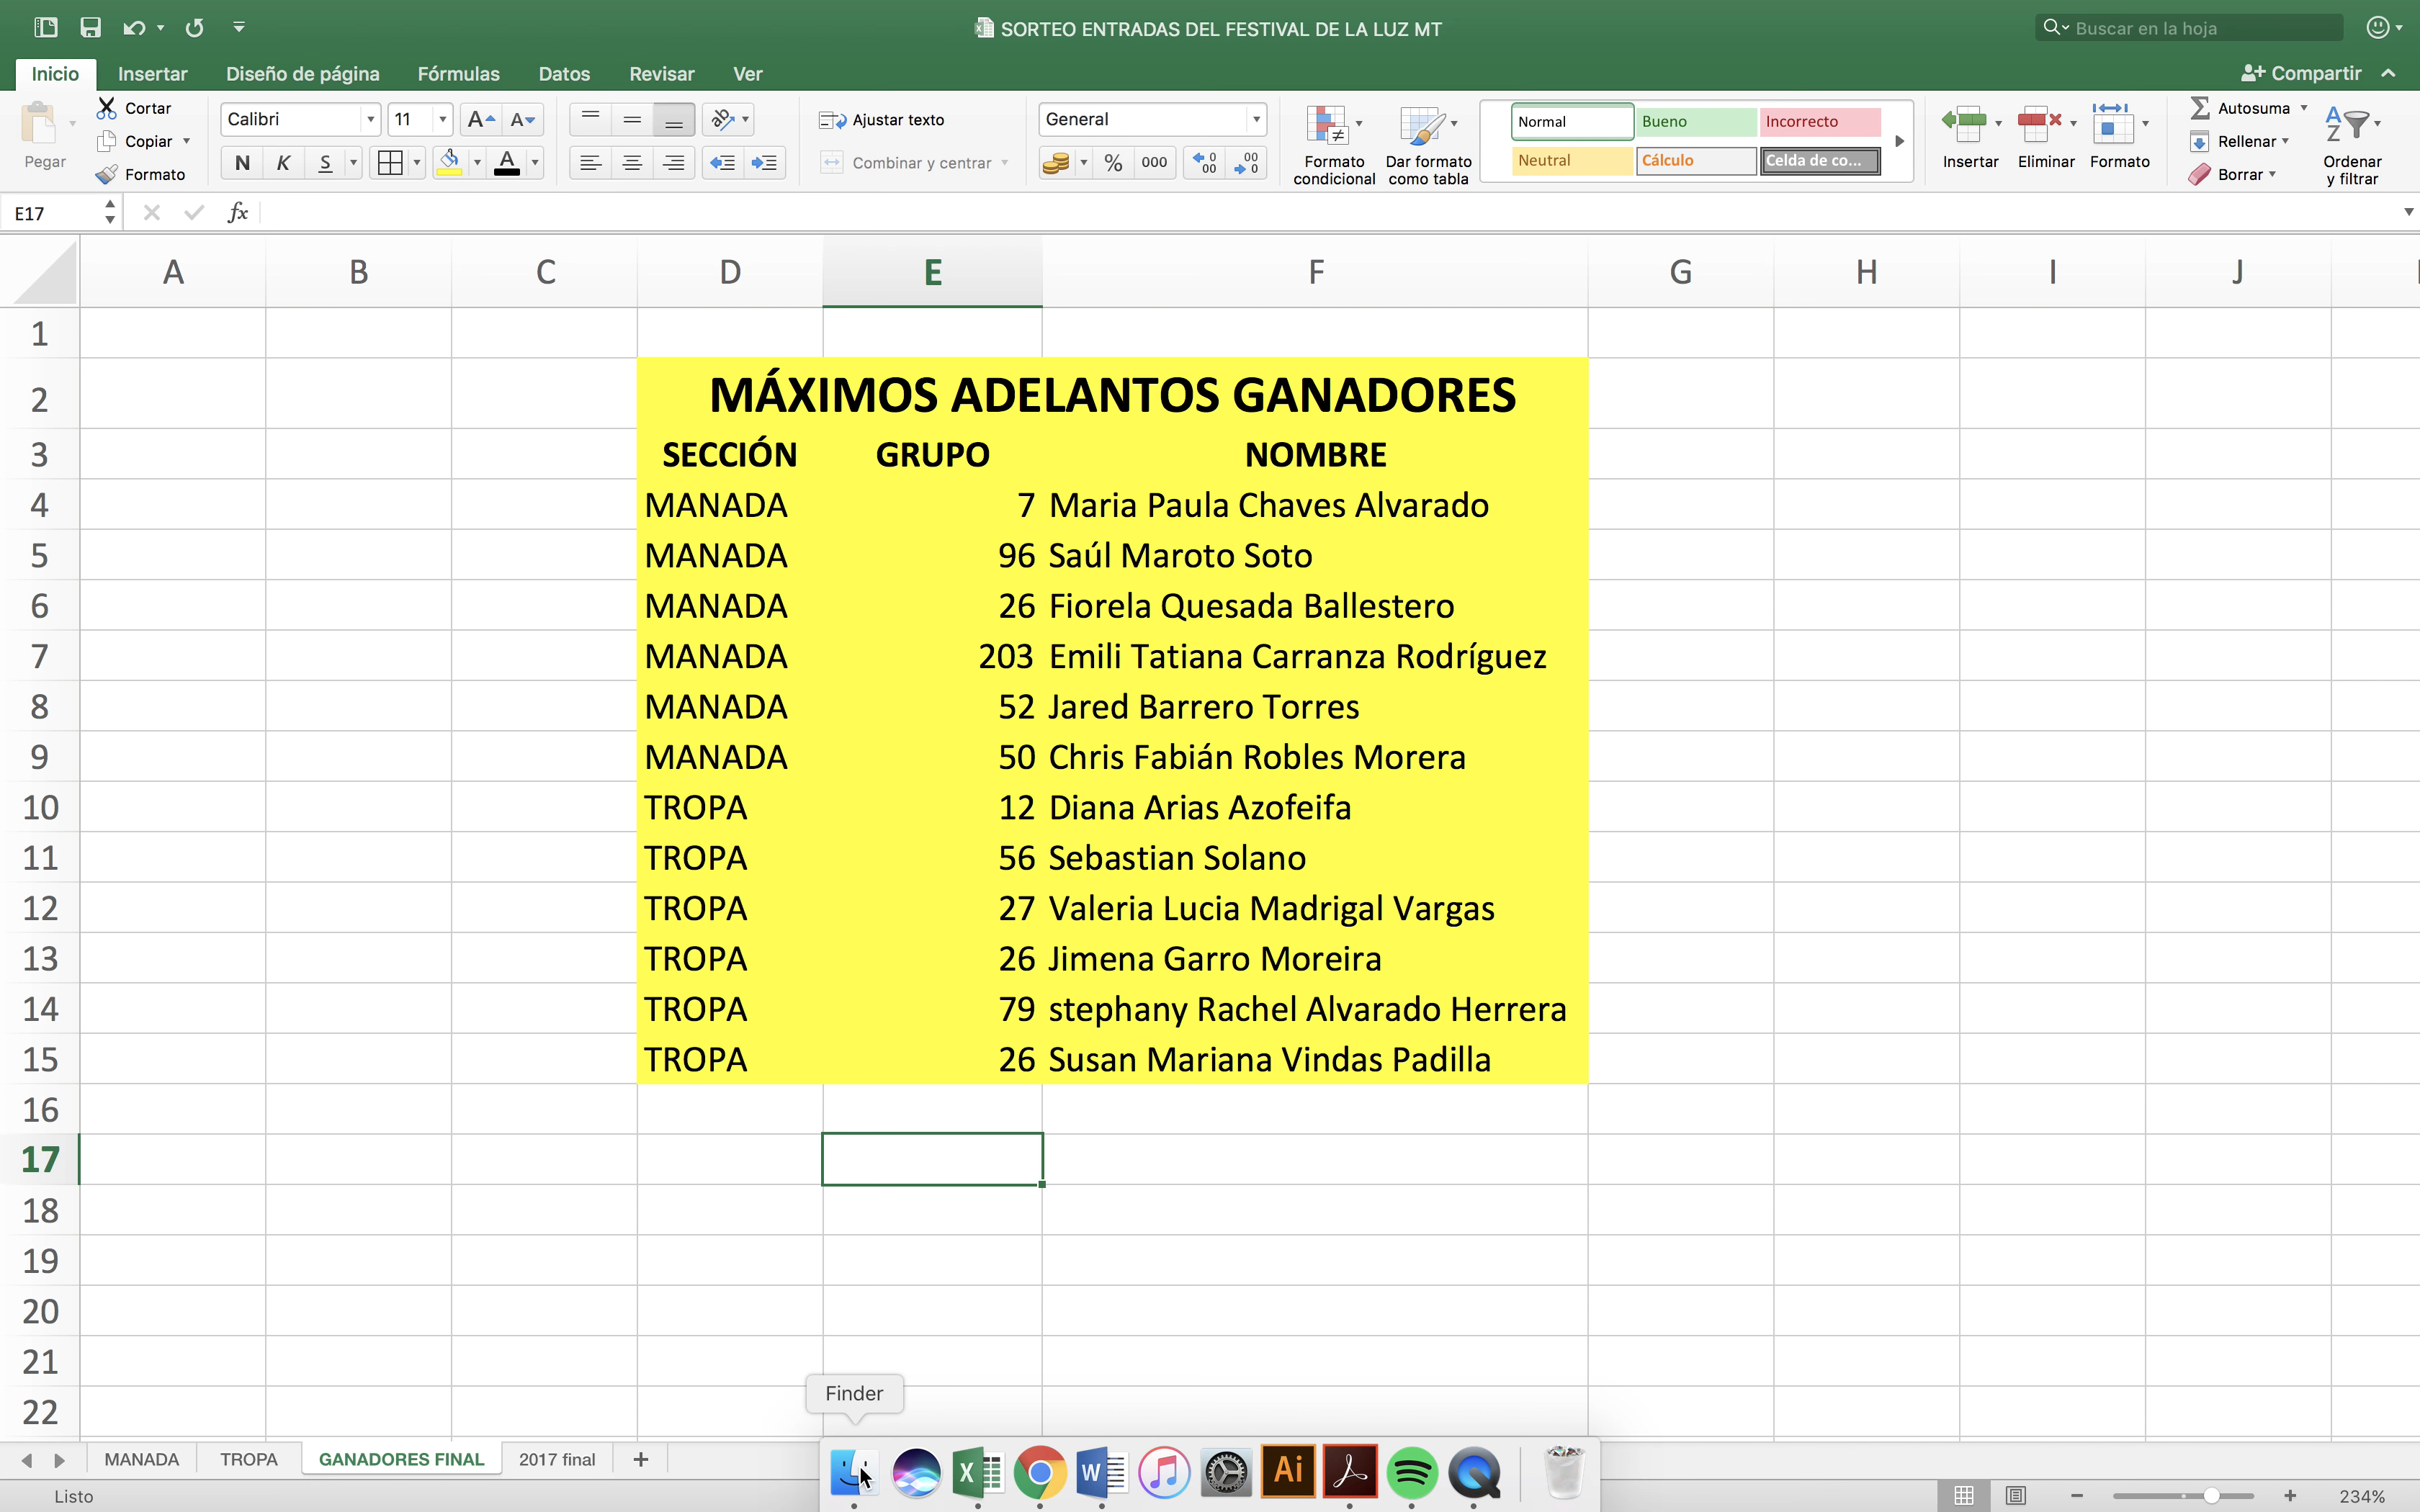 SORTEO ENTRADAS DEL FESTIVAL DE LA LUZ MT
Buscar en la hoja
Inicio Insertar Diseño de página Fórmulas Datos Revisar Ver Compartir
Pegar Cortar Copiar Formato
Calibri 11
N K S
Ajustar texto
Combinar y centrar
General
% 000
Formato condicional
Dar formato como tabla
Normal Bueno Incorrecto
Neutral Cálculo Celda de co...
Insertar Eliminar Formato
Autosuma
Rellenar
Borrar
Ordenar y filtrar
E17 fx
A B C D E F G H I J
1
2 MÁXIMOS ADELANTOS GANADORES
3 SECCIÓN GRUPO NOMBRE
4 MANADA 7 Maria Paula Chaves Alvarado
5 MANADA 96 Saúl Maroto Soto
6 MANADA 26 Fiorela Quesada Ballestero
7 MANADA 203 Emili Tatiana Carranza Rodríguez
8 MANADA 52 Jared Barrero Torres
9 MANADA 50 Chris Fabián Robles Morera
10 TROPA 12 Diana Arias Azofeifa
11 TROPA 56 Sebastian Solano
12 TROPA 27 Valeria Lucia Madrigal Vargas
13 TROPA 26 Jimena Garro Moreira
14 TROPA 79 stephany Rachel Alvarado Herrera
15 TROPA 26 Susan Mariana Vindas Padilla
16
17
18
19
20
21
22
Finder
MANADA TROPA GANADORES FINAL 2017 final +
Listo 234%